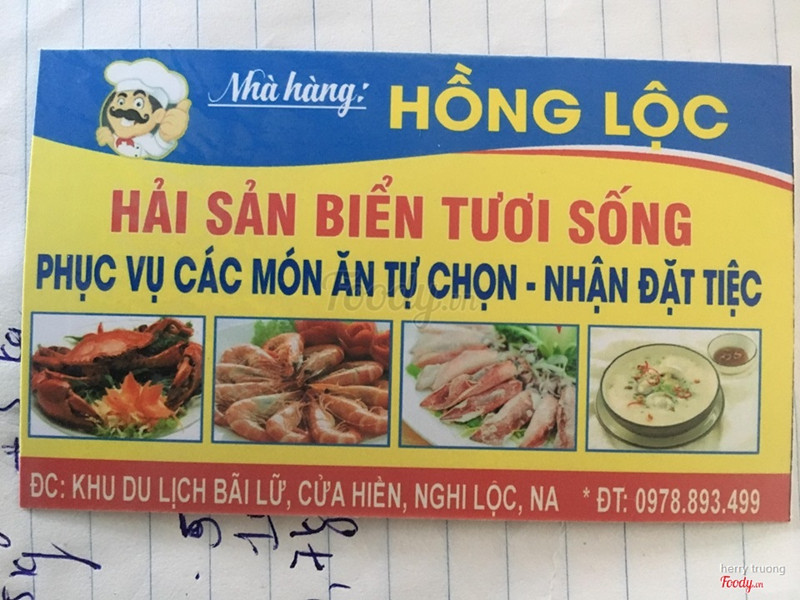 Nhà hàng: HỒNG LỘC
HẢI SẢN BIỂN TƯƠI SỐNG
PHỤC VỤ CÁC MÓN ĂN TỰ CHỌN - NHẬN ĐẶT TIỆC
Foody.vn
ĐC: KHU DU LỊCH BÃI LỮ, CỬA HIỀN, NGHI LỘC, NA * ĐT: 0978.893.499
herry truong
Foody.vn